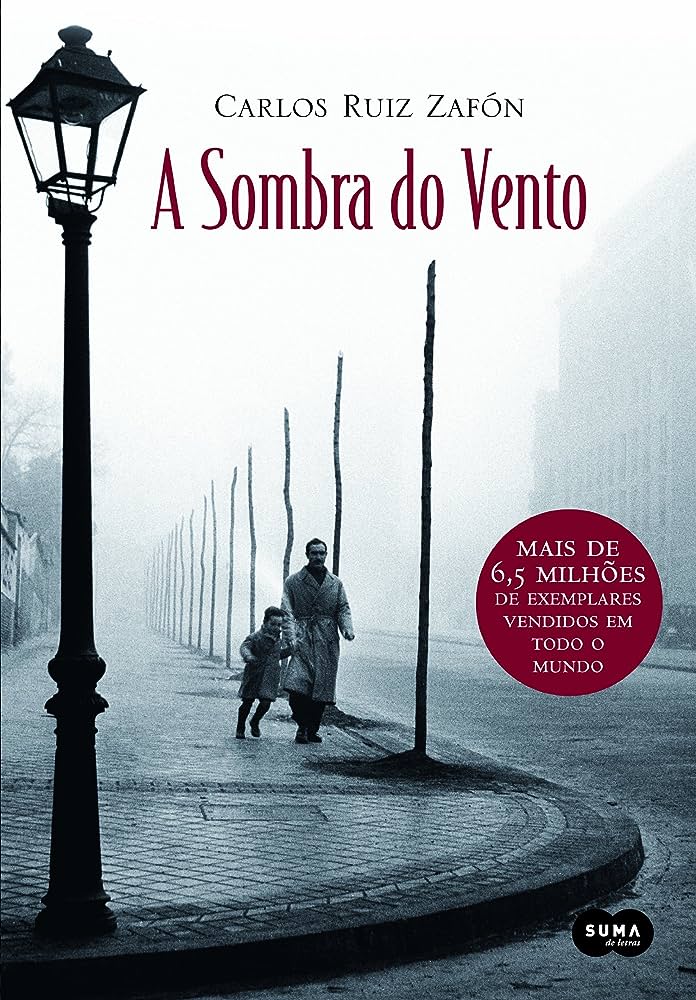 CARLOS RUIZ ZAFÓN
A Sombra do Vento
MAIS DE
6,5 MILHÕES
DE EXEMPLARES
VENDIDOS EM
TODO O
MUNDO
SUMA
de letras